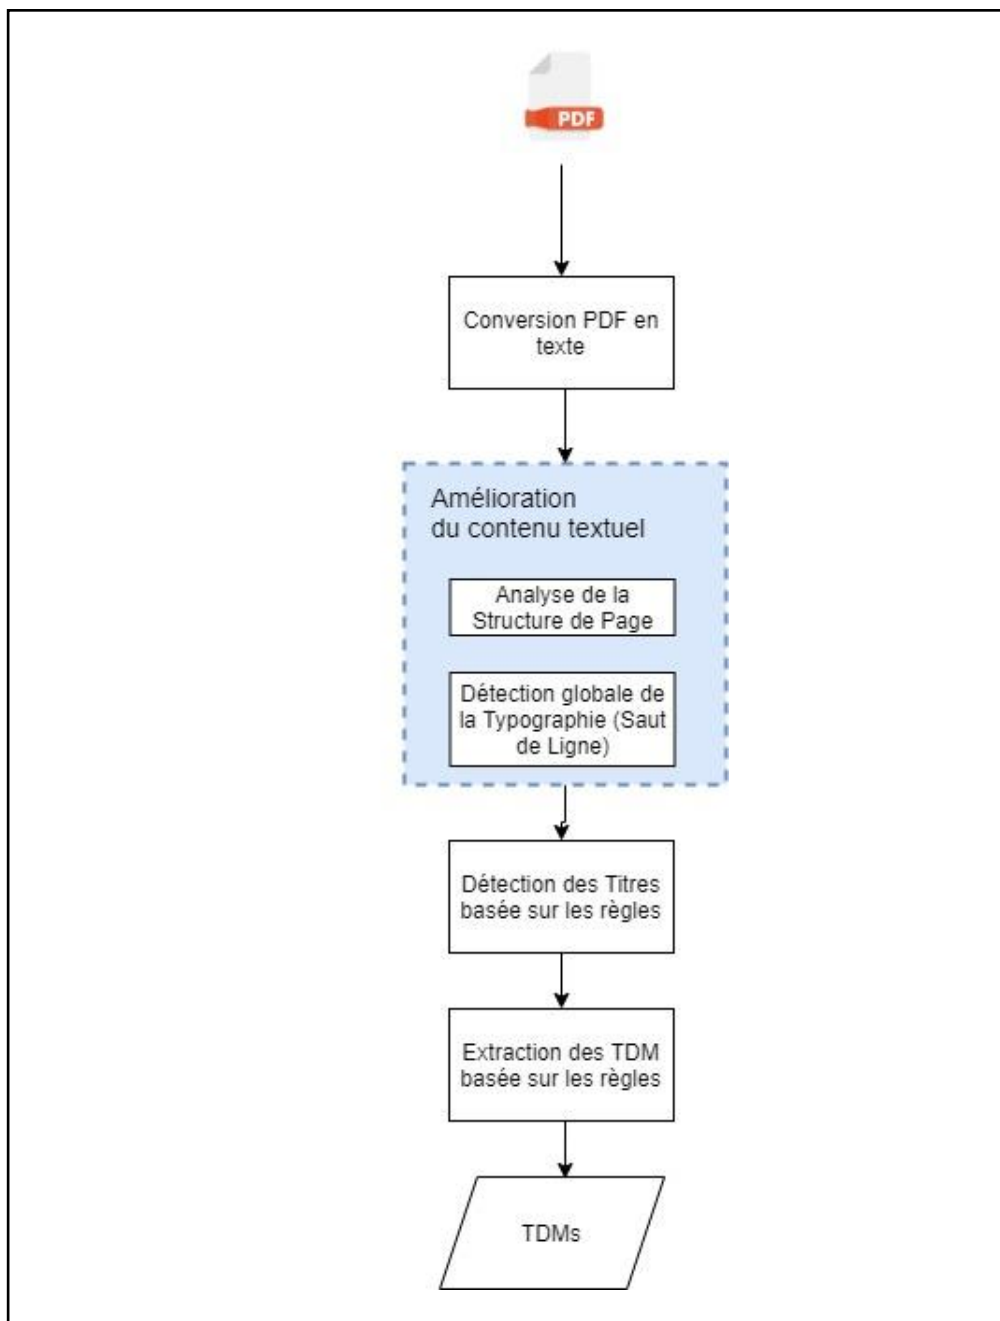 PDF
Conversion PDF en
texte
Amélioration
du contenu textuel
Analyse de la
Structure de Page
Détection globale de
la Typographie (Saut
de Ligne)
Détection des Titres
basée sur les règles
Extraction des TDM
basée sur les règles
TDMs